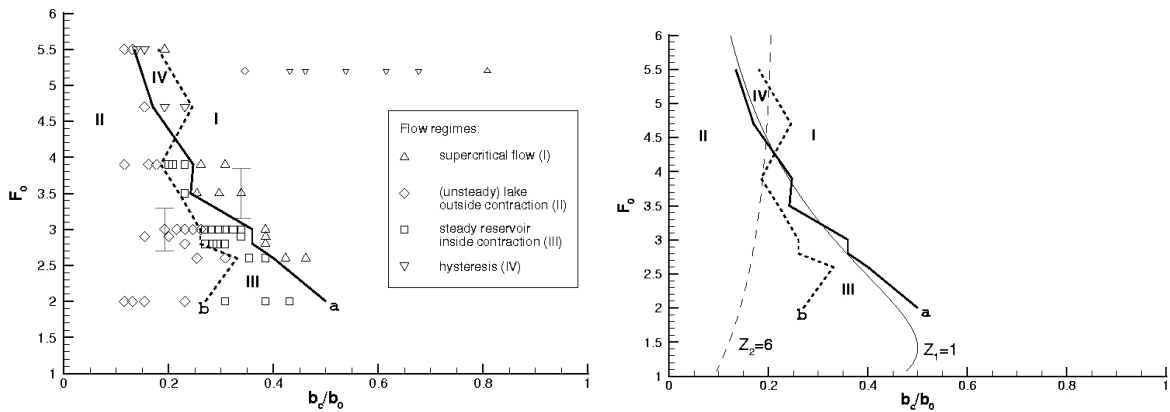 6
5.5
5
4.5
4
3.5
3
2.5
2
1.5
1
F₀
0
0.2
0.4
0.6
0.8
1
b_c/b₀
IV
II
I
III
b
a
Flow regimes:
supercritical flow (I)
(unsteady) lake
outside contraction (II)
steady reservoir
inside contraction (III)
hysteresis (IV)
6
5.5
5
4.5
4
3.5
3
2.5
2
1.5
1
F₀
0
0.2
0.4
0.6
0.8
1
b_c/b₀
IV
II
I
III
b
a
Z₂=6
Z₁=1